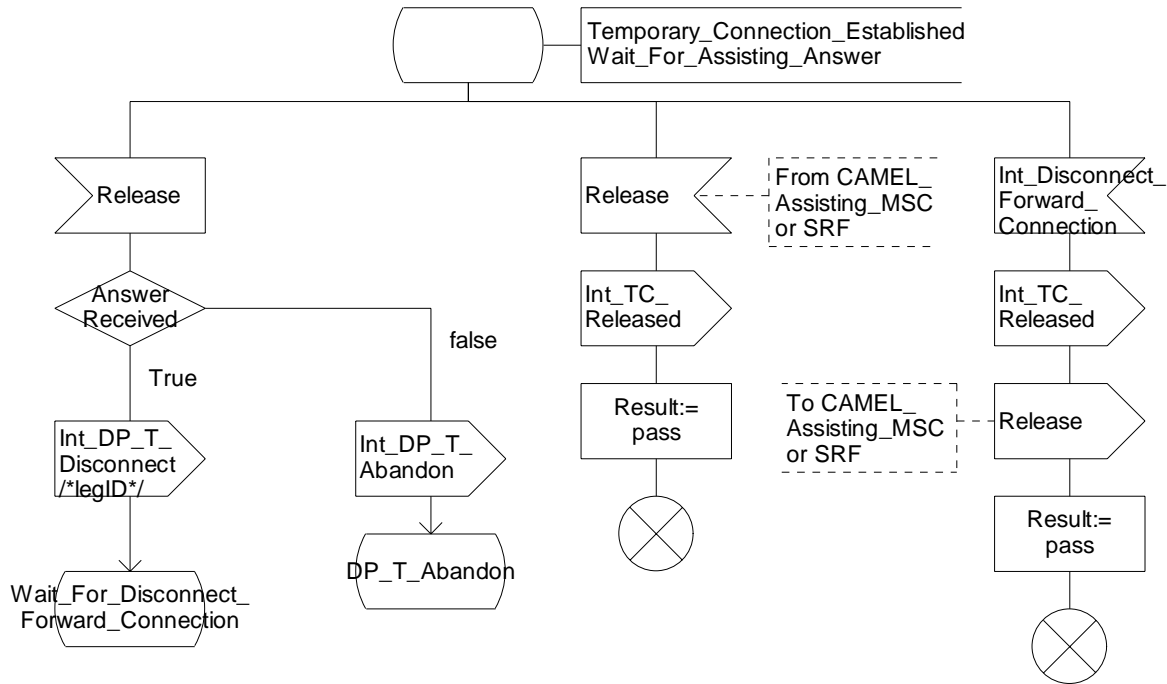 Temporary_Connection_Established
Wait_For_Assisting_Answer
Release
Release
From CAMEL_
Assisting_MSC
or SRF
Int_Disconnect_
Forward_
Connection
Answer
Received
Int_TC_
Released
Int_TC_
Released
false
True
Int_DP_T_
Disconnect
/*legID*/
Int_DP_T_
Abandon
Result:=
pass
To CAMEL_
Assisting_MSC
or SRF
Release
Wait_For_Disconnect_
Forward_Connection
DP_T_Abandon
Result:=
pass